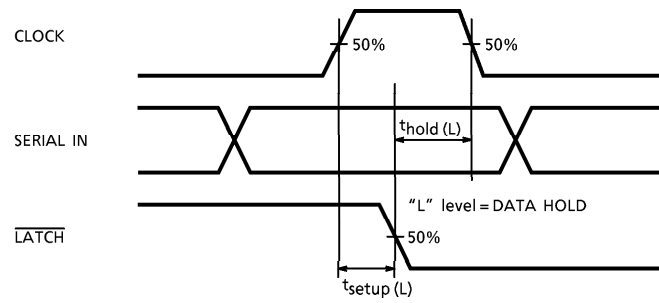 CLOCK
50%
50%
SERIAL IN
thold (L)
"L" level = DATA HOLD
LATCH
50%
tsetup (L)